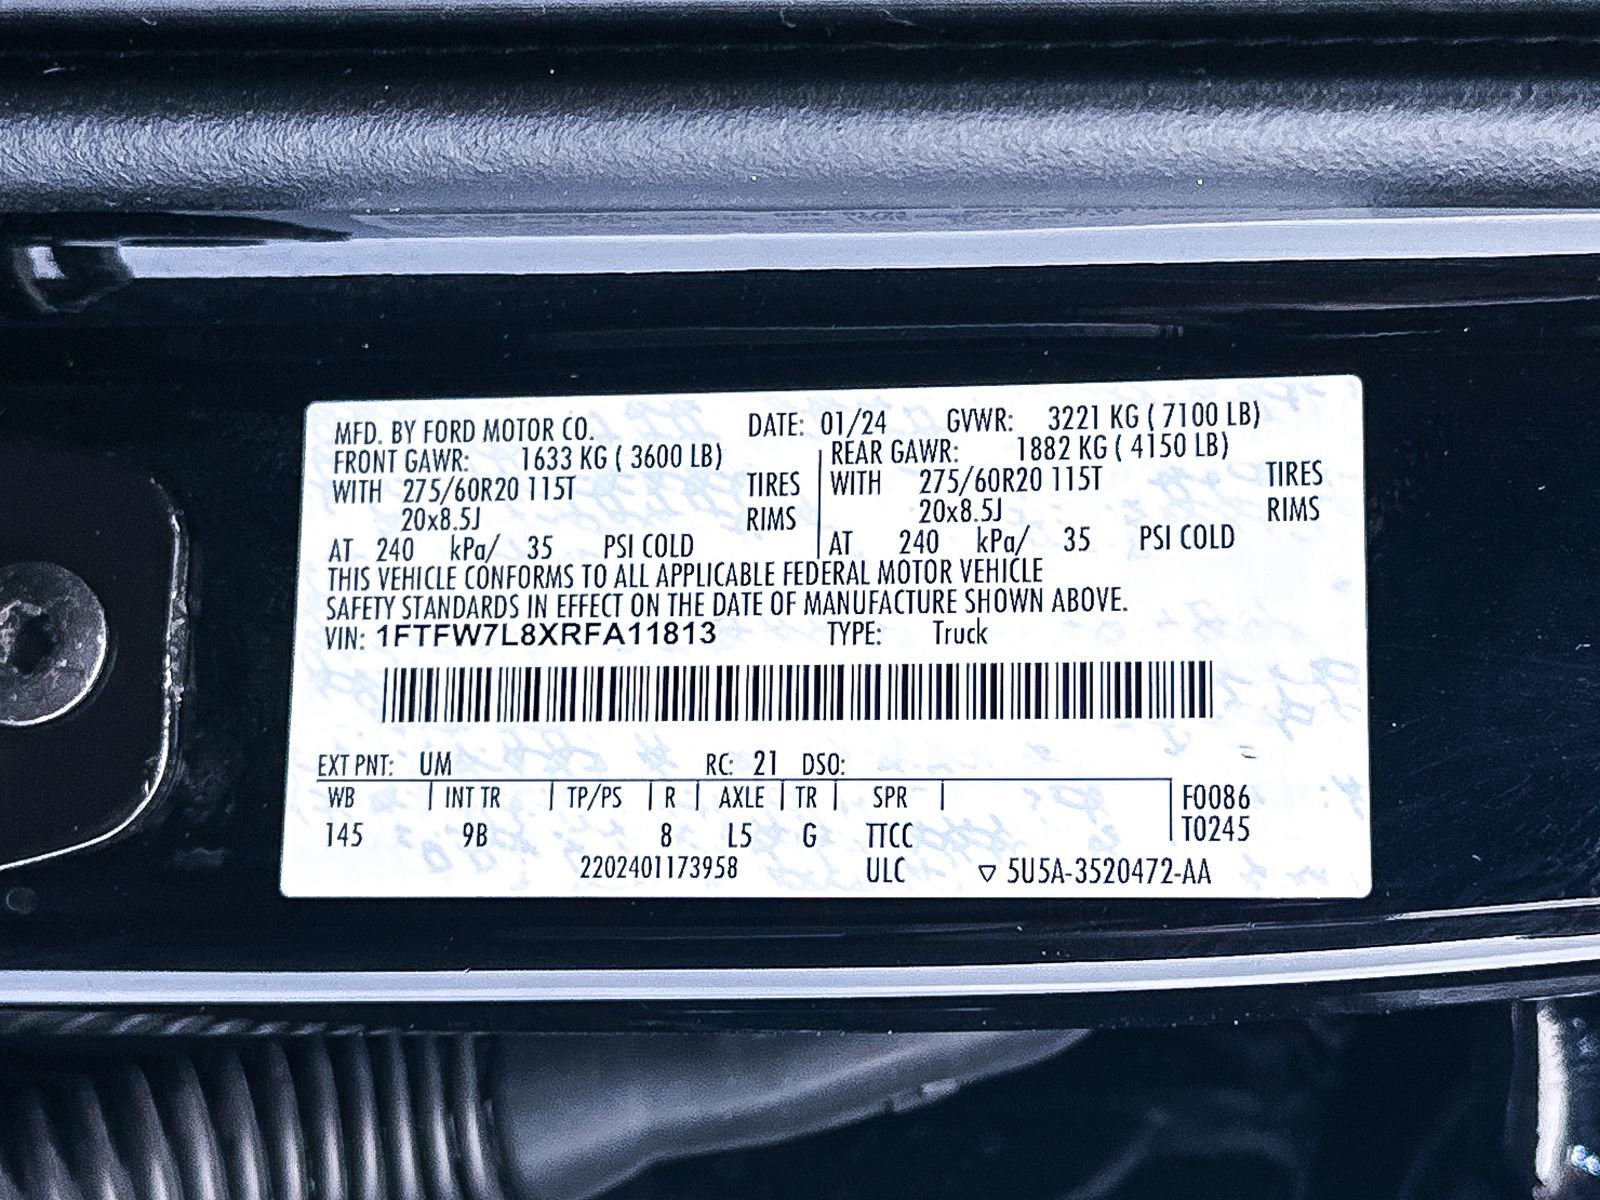 MFD. BY FORD MOTOR CO. DATE: 01/24 GVWR: 3221 KG ( 7100 LB)
FRONT GAWR: 1633 KG ( 3600 LB) REAR GAWR: 1882 KG ( 4150 LB)
WITH 275/60R20 115T TIRES WITH 275/60R20 115T TIRES
20x8.5J RIMS 20x8.5J RIMS
AT 240 kPa/ 35 PSI COLD AT 240 kPa/ 35 PSI COLD
THIS VEHICLE CONFORMS TO ALL APPLICABLE FEDERAL MOTOR VEHICLE
SAFETY STANDARDS IN EFFECT ON THE DATE OF MANUFACTURE SHOWN ABOVE.
VIN: 1FTFW7L8XRFA11813 TYPE: Truck
EXT PNT: UM RC: 21 DSO:
WB | INT TR | TP/PS | R | AXLE | TR | SPR | F0086
145 9B 8 L5 G TTCC T0245
2202401173958 ULC ▽ 5U5A-3520472-AA